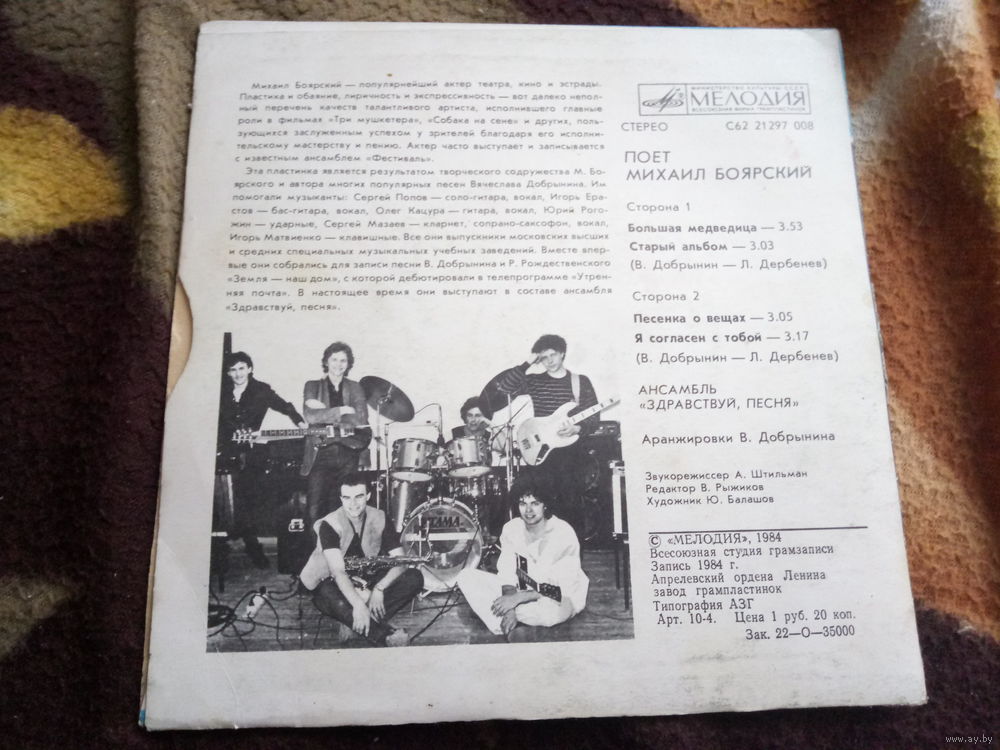 Михаил Боярский — популярнейший актер театра, кино и эстрады.
Пластика и обаяние, лиричность и экспрессивность — вот далеко непол-
ный перечень качеств талантливого артиста, исполнившего главные
роли в фильмах «Три мушкетера», «Собака на сене» и других, поль-
зующихся заслуженным успехом у зрителей благодаря его исполни-
тельскому мастерству и пению. Актер часто выступает и записывается
с известным ансамблем «Фестиваль».
Эта пластинка является результатом творческого содружества М. Бо-
ярского и автора многих популярных песен Вячеслава Добрынина. Им
помогали музыканты: Сергей Попов — соло-гитара, вокал, Игорь Ера-
стов — бас-гитара, вокал, Олег Кацура — гитара, вокал, Юрий Рого-
жин — ударные, Сергей Мазаев — кларнет, сопрано-саксофон, вокал,
Игорь Матвиенко — клавишные. Все они выпускники московских высших
и средних специальных музыкальных учебных заведений. Вместе впер-
вые они собрались для записи песни В. Добрынина и Р. Рождественского
«Земля — наш дом», с которой дебютировали в телепрограмме «Утрен-
няя почта». В настоящее время они выступают в составе ансамбля
«Здравствуй, песня».
МИНИСТЕРСТВО КУЛЬТУРЫ СССР
МЕЛОДИЯ
ВСЕСОЮЗНАЯ ФИРМА ГРАМПЛАСТИНОК
СТЕРЕО С62 21297 008
ПОЕТ
МИХАИЛ БОЯРСКИЙ
Сторона 1
Большая медведица — 3.53
Старый альбом — 3.03
(В. Добрынин — Л. Дербенев)
Сторона 2
Песенка о вещах — 3.05
Я согласен с тобой — 3.17
(В. Добрынин — Л. Дербенев)
АНСАМБЛЬ
«ЗДРАВСТВУЙ, ПЕСНЯ»
Аранжировки В. Добрынина
Звукорежиссер А. Штильман
Редактор В. Рыжиков
Художник Ю. Балашов
© «МЕЛОДИЯ», 1984
Всесоюзная студия грамзаписи
Запись 1984 г.
Апрелевский ордена Ленина
завод грампластинок
Типография АЗГ
Арт. 10-4. Цена 1 руб. 20 коп.
Зак. 22—О—35000
TAMA
www.ay.by